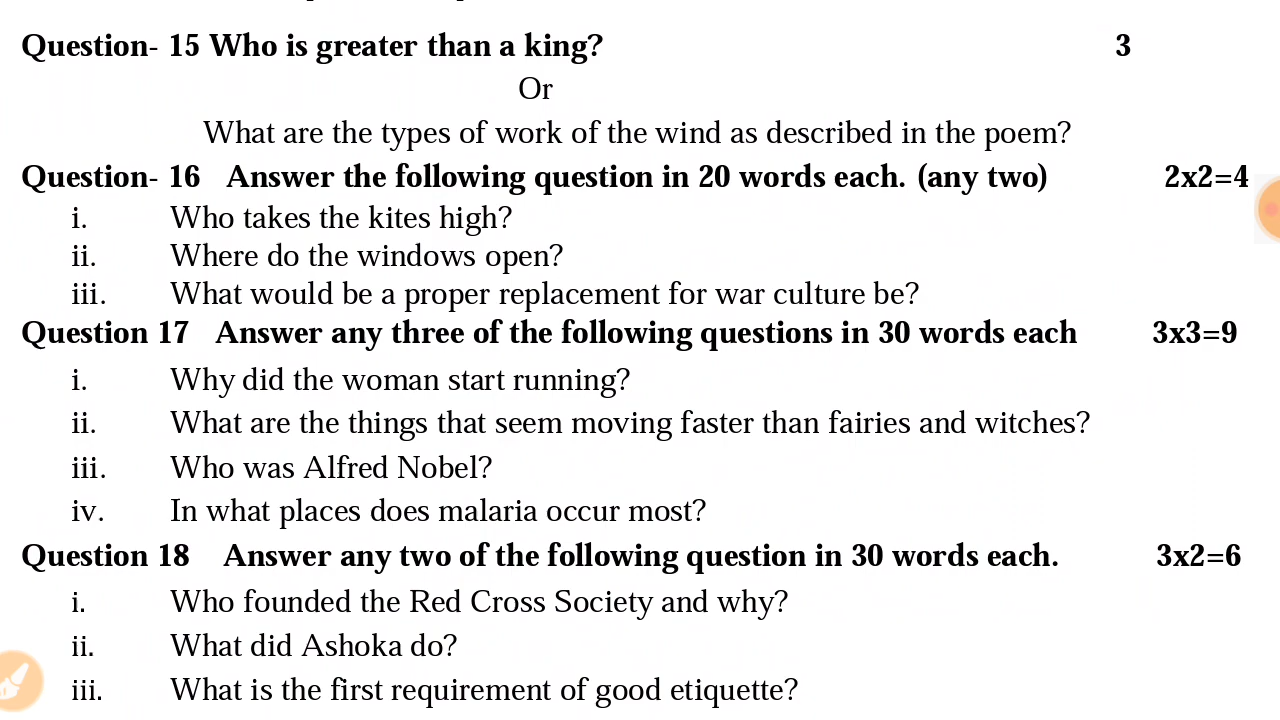 Question- 15 Who is greater than a king? 3
Or
What are the types of work of the wind as described in the poem?
Question- 16 Answer the following question in 20 words each. (any two) 2x2=4
i. Who takes the kites high?
ii. Where do the windows open?
iii. What would be a proper replacement for war culture be?
Question 17 Answer any three of the following questions in 30 words each 3x3=9
i. Why did the woman start running?
ii. What are the things that seem moving faster than fairies and witches?
iii. Who was Alfred Nobel?
iv. In what places does malaria occur most?
Question 18 Answer any two of the following question in 30 words each. 3x2=6
i. Who founded the Red Cross Society and why?
ii. What did Ashoka do?
iii. What is the first requirement of good etiquette?